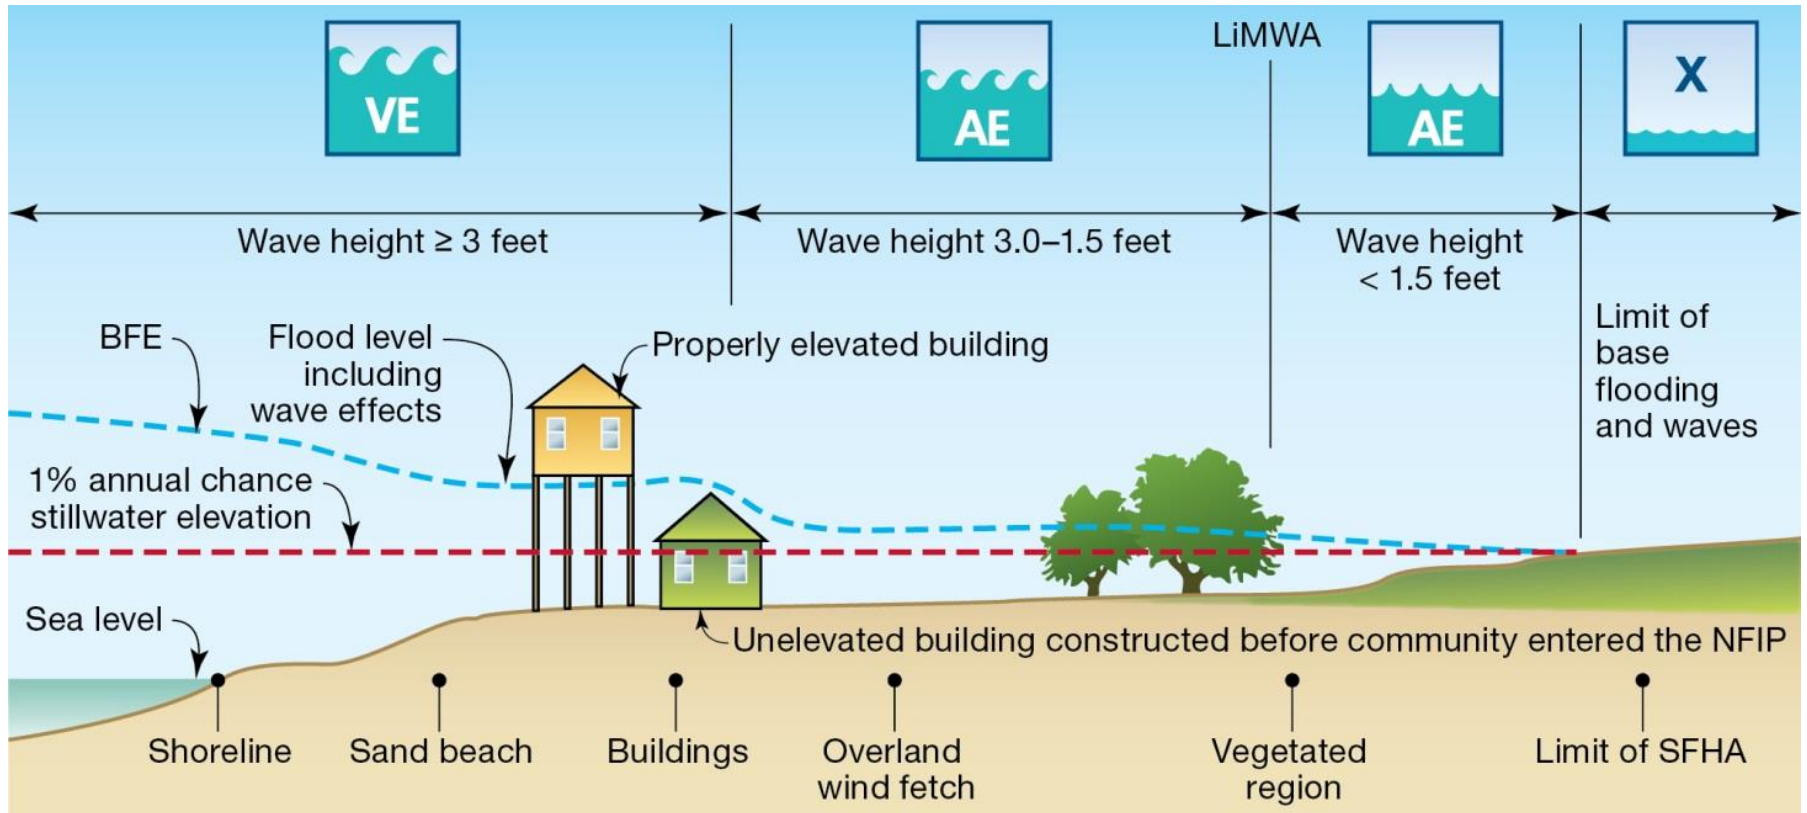 VE
AE
LiMWA
AE
X
Wave height ≥ 3 feet
Wave height 3.0–1.5 feet
Wave height
< 1.5 feet
BFE
Flood level
including
wave effects
Properly elevated building
Limit of
base
flooding
and waves
1% annual chance
stillwater elevation
Sea level
Unelevated building constructed before community entered the NFIP
Shoreline
Sand beach
Buildings
Overland
wind fetch
Vegetated
region
Limit of SFHA